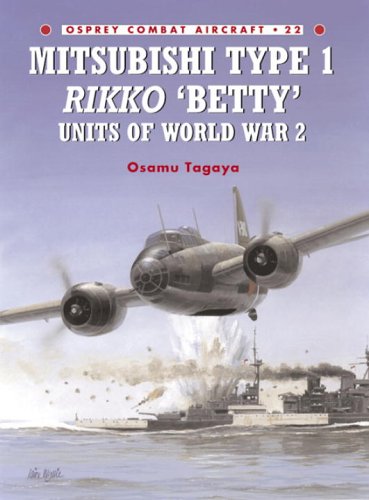 OSPREY COMBAT AIRCRAFT • 22
MITSUBISHI TYPE 1
RIKKO 'BETTY'
UNITS OF WORLD WAR 2
Osamu Tagaya